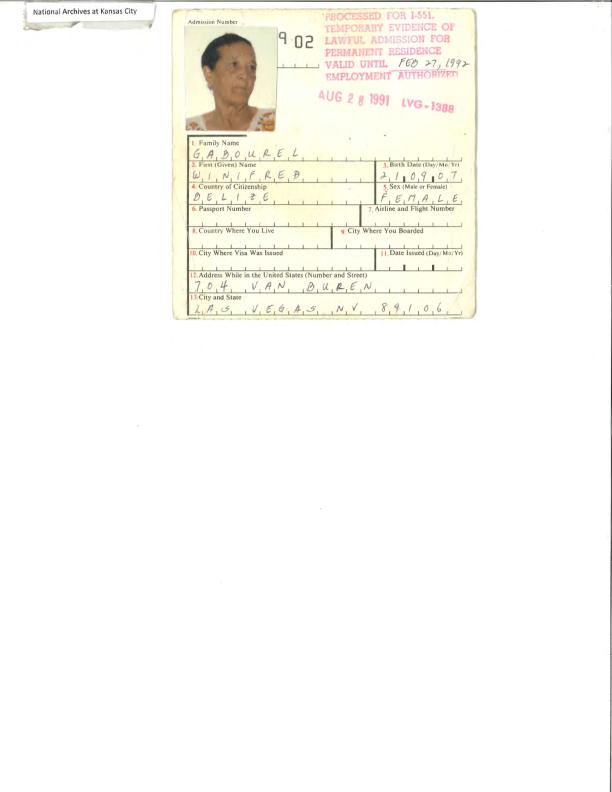 National Archives at Kansas City
Admission Number
9 02
PROCESSED FOR I-551.
TEMPORARY EVIDENCE OF
LAWFUL ADMISSION FOR
PERMANENT RESIDENCE
VALID UNTIL FEB 27, 1992
EMPLOYMENT AUTHORIZED
AUG 28 1991 LVG-1388
1. Family Name
GABOUREL
2. First (Given) Name
WINIFRED
3. Birth Date (Day/Mo/Yr)
210907
4. Country of Citizenship
BELIZE
5. Sex (Male or Female)
FEMALE
6. Passport Number
7. Airline and Flight Number
8. Country Where You Live
9. City Where You Boarded
10. City Where Visa Was Issued
11. Date Issued (Day/Mo/Yr)
12. Address While in the United States (Number and Street)
704 VAN BUREN
13. City and State
LAS VEGAS NV 89106